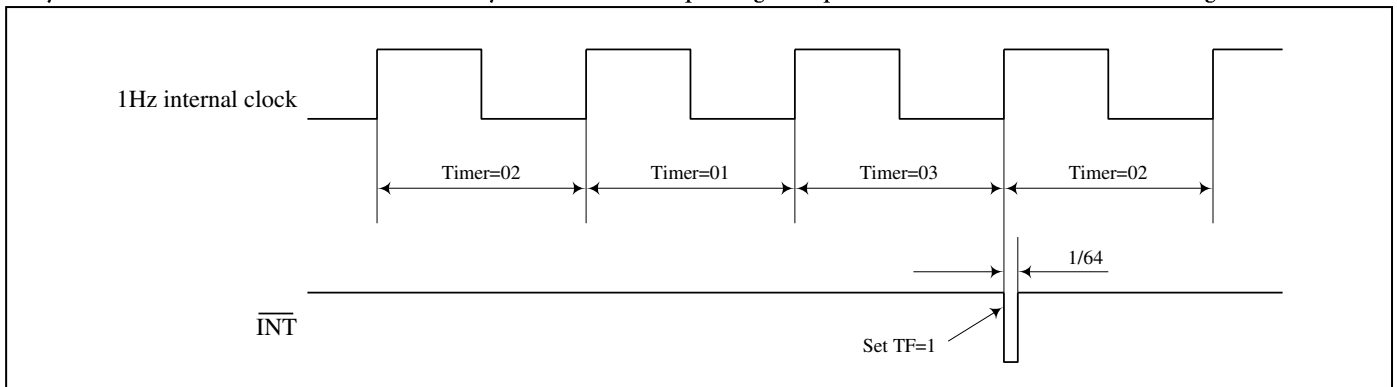 1Hz internal clock
Timer=02
Timer=01
Timer=03
Timer=02
1/64
INT
Set TF=1